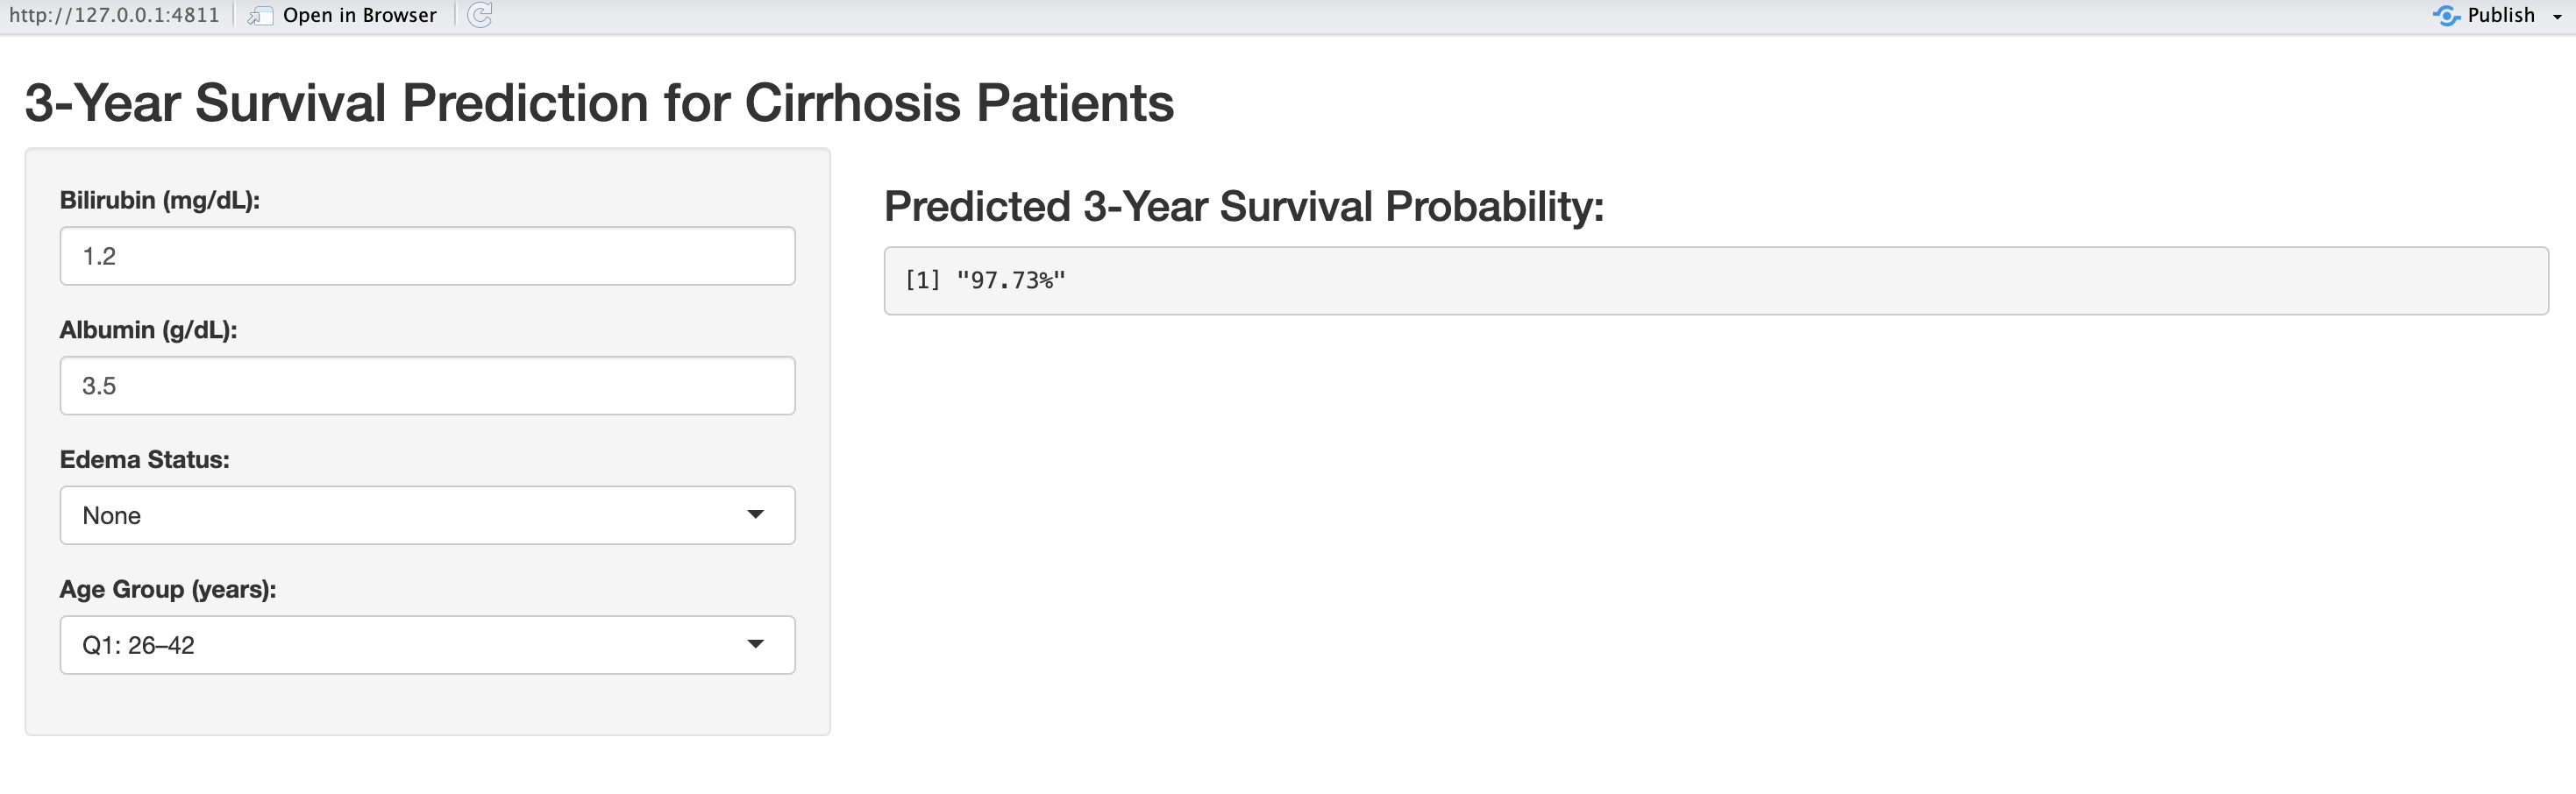 http://127.0.0.1:4811 Open in Browser Publish
3-Year Survival Prediction for Cirrhosis Patients
Bilirubin (mg/dL):
1.2
Albumin (g/dL):
3.5
Edema Status:
None
Age Group (years):
Q1: 26–42
Predicted 3-Year Survival Probability:
[1] "97.73%"